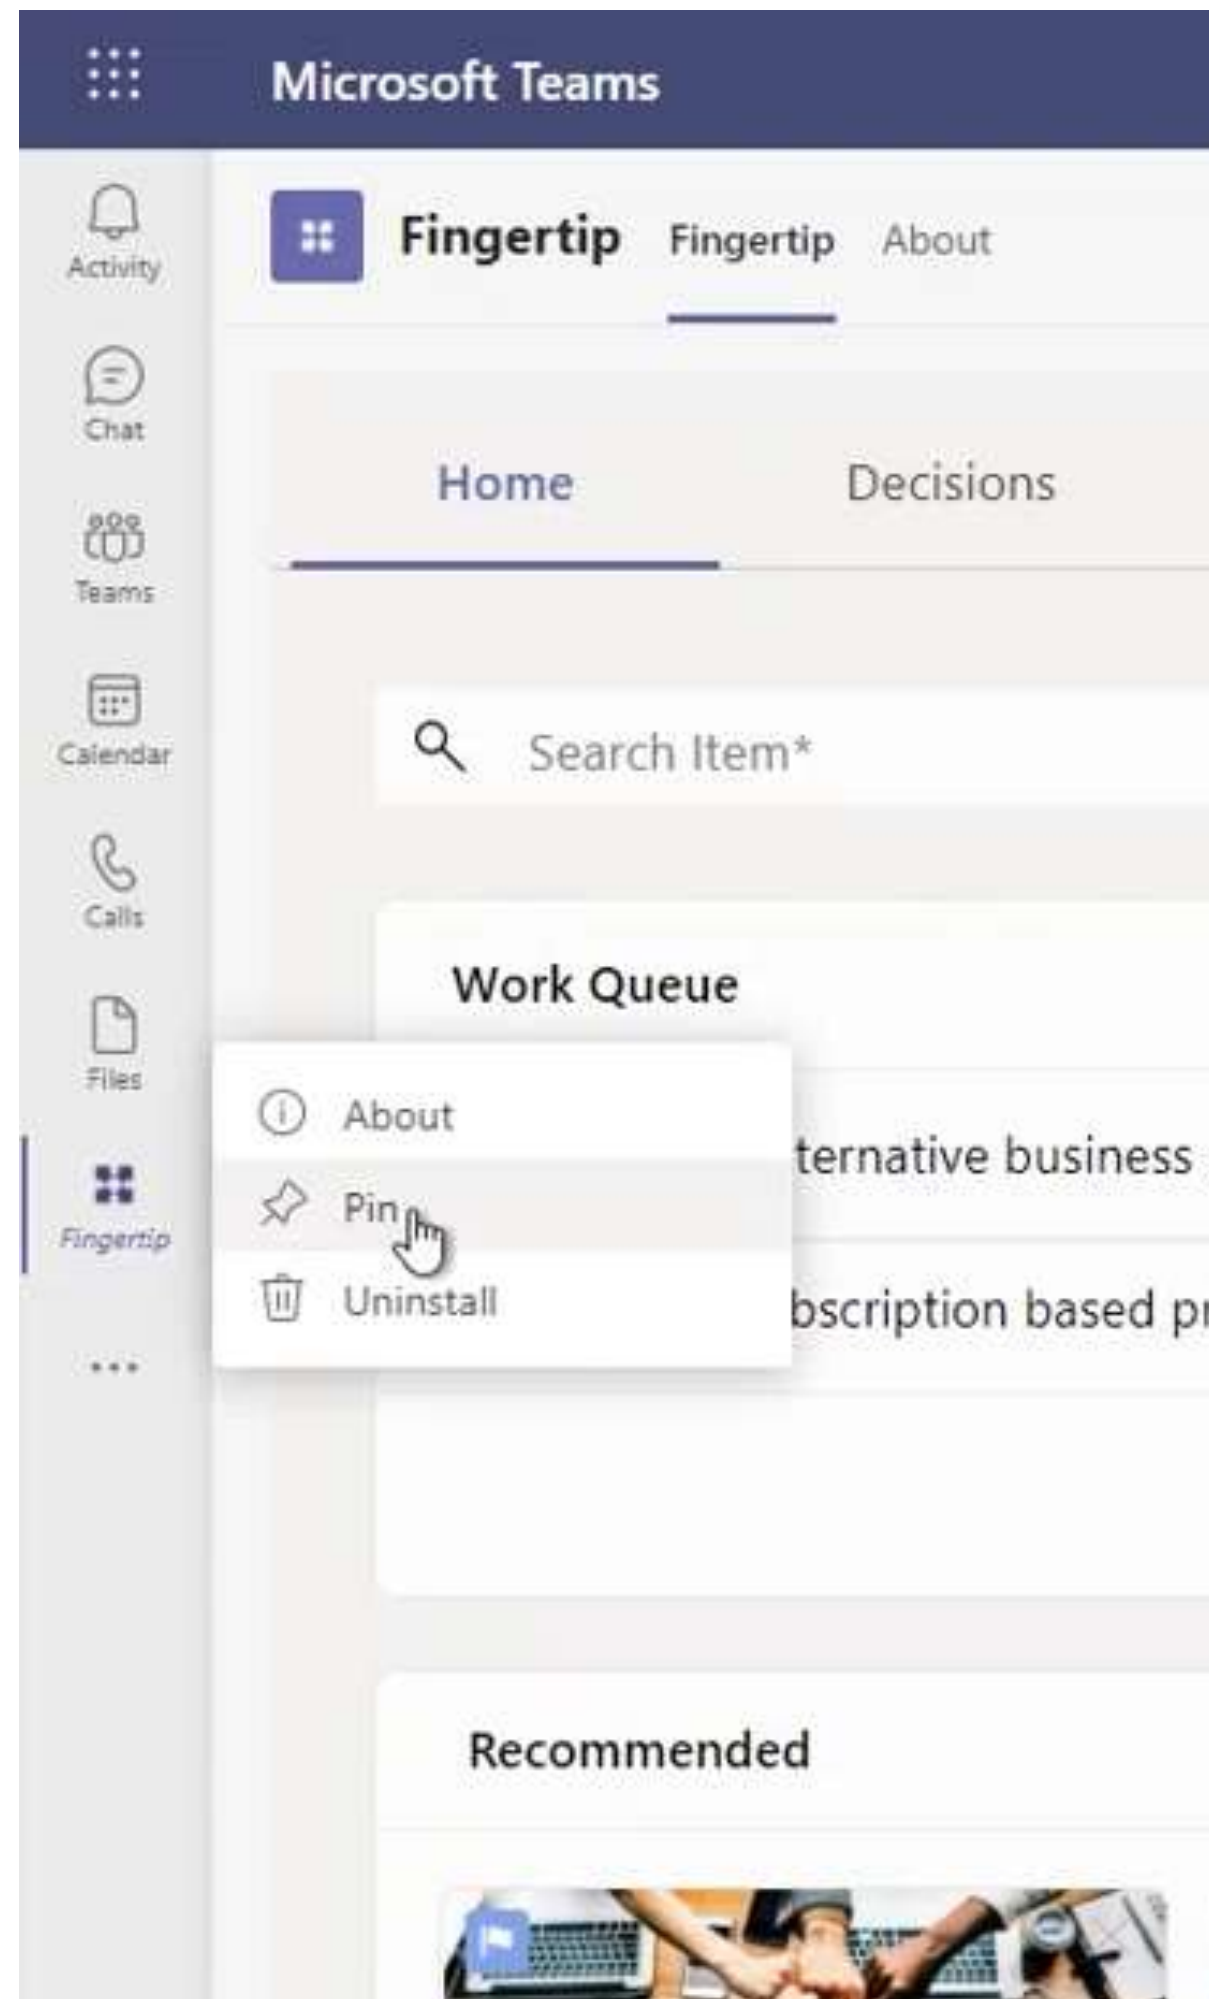 Microsoft Teams
Activity
Chat
Teams
Calendar
Calls
Files
Fingertip
Fingertip Fingertip About
Home Decisions
Search Item*
Work Queue
ternative business
bscription based pr
About
Pin
Uninstall
Recommended